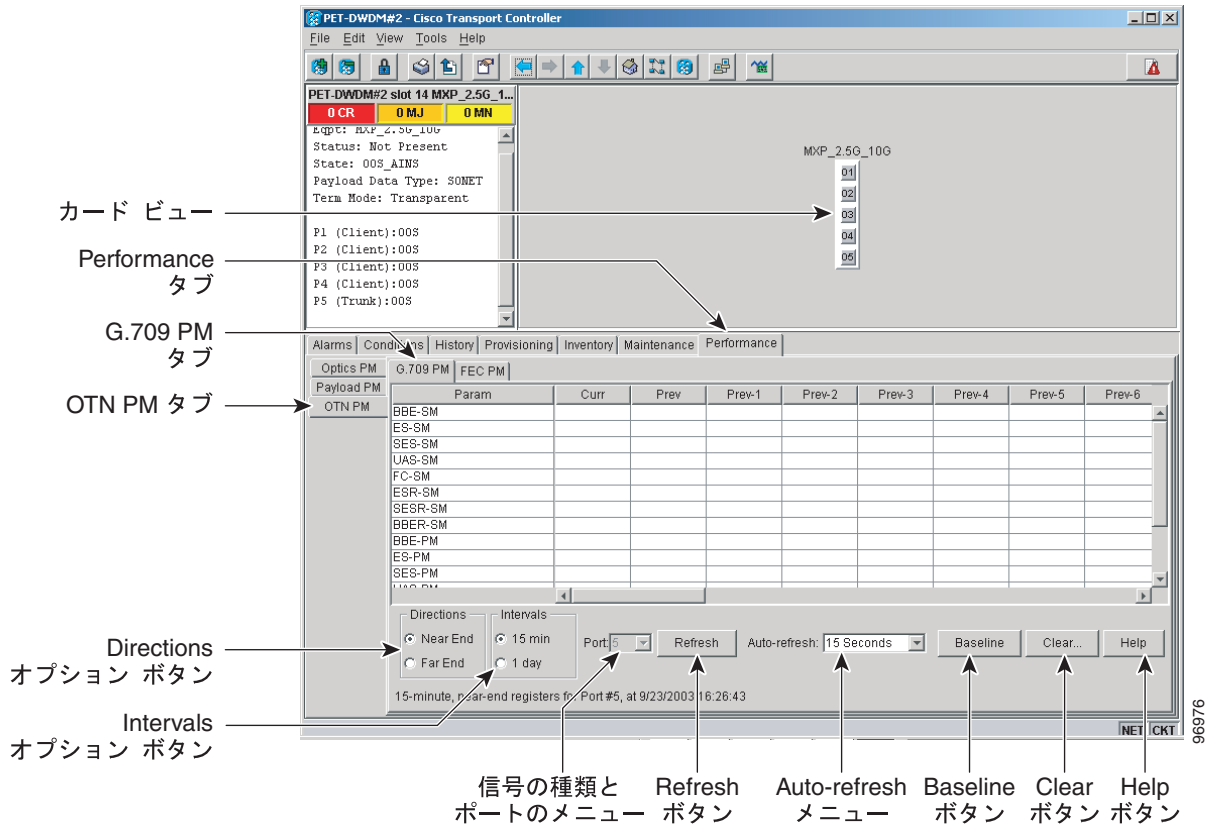 PET-DWDM#2 - Cisco Transport Controller
File Edit View Tools Help
PET-DWDM#2 slot 14 MXP_2.5G_1...
0 CR 0 MJ 0 MN
Eqpt: MXP_2.5G_10G
Status: Not Present
State: OOS_AINS
Payload Data Type: SONET
Term Mode: Transparent
P1 (Client):OOS
P2 (Client):OOS
P3 (Client):OOS
P4 (Client):OOS
P5 (Trunk):OOS
MXP_2.5G_10G
01
02
03
04
05
カード ビュー
Performance
タブ
G.709 PM
タブ
OTN PM タブ
Alarms Conditions History Provisioning Inventory Maintenance Performance
Optics PM
Payload PM
OTN PM
G.709 PM FEC PM
Param Curr Prev Prev-1 Prev-2 Prev-3 Prev-4 Prev-5 Prev-6
BBE-SM
ES-SM
SES-SM
UAS-SM
FC-SM
ESR-SM
SESR-SM
BBER-SM
BBE-PM
ES-PM
SES-PM
UAS-PM
Directions Intervals
Near End 15 min Port: 5 Refresh Auto-refresh: 15 Seconds Baseline Clear... Help
Far End 1 day
15-minute, near-end registers for Port #5, at 9/23/2003 16:26:43
NET CKT
Directions
オプション ボタン
Intervals
オプション ボタン
信号の種類と
ポートのメニュー
Refresh
ボタン
Auto-refresh
メニュー
Baseline
ボタン
Clear
ボタン
Help
ボタン
96976